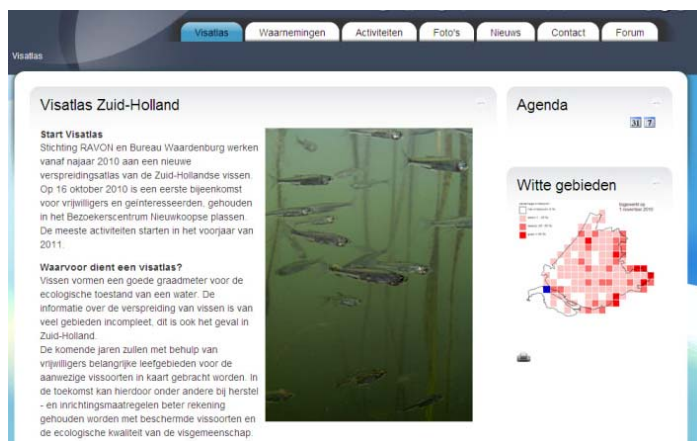 Visatlas Waarnemingen Activiteiten Foto's Nieuws Contact Forum
Visatlas
Visatlas Zuid-Holland
Start Visatlas
Stichting RAVON en Bureau Waardenburg werken
vanaf najaar 2010 aan een nieuwe
verspreidingsatlas van de Zuid-Hollandse vissen.
Op 16 oktober 2010 is een eerste bijeenkomst
voor vrijwilligers en geïnteresseerden, gehouden
in het Bezoekerscentrum Nieuwkoopse plassen.
De meeste activiteiten starten in het voorjaar van
2011.
Waarvoor dient een visatlas?
Vissen vormen een goede graadmeter voor de
ecologische toestand van een water. De
informatie over de verspreiding van vissen is van
veel gebieden incompleet, dit is ook het geval in
Zuid-Holland.
De komende jaren zullen met behulp van
vrijwilligers belangrijke leefgebieden voor de
aanwezige vissoorten in kaart gebracht worden. In
de toekomst kan hierdoor onder andere bij herstel
- en inrichtingsmaatregelen beter rekening
gehouden worden met beschermde vissoorten en
de ecologische kwaliteit van de visgemeenschap.
Agenda
31 7
Witte gebieden
1 november 2010